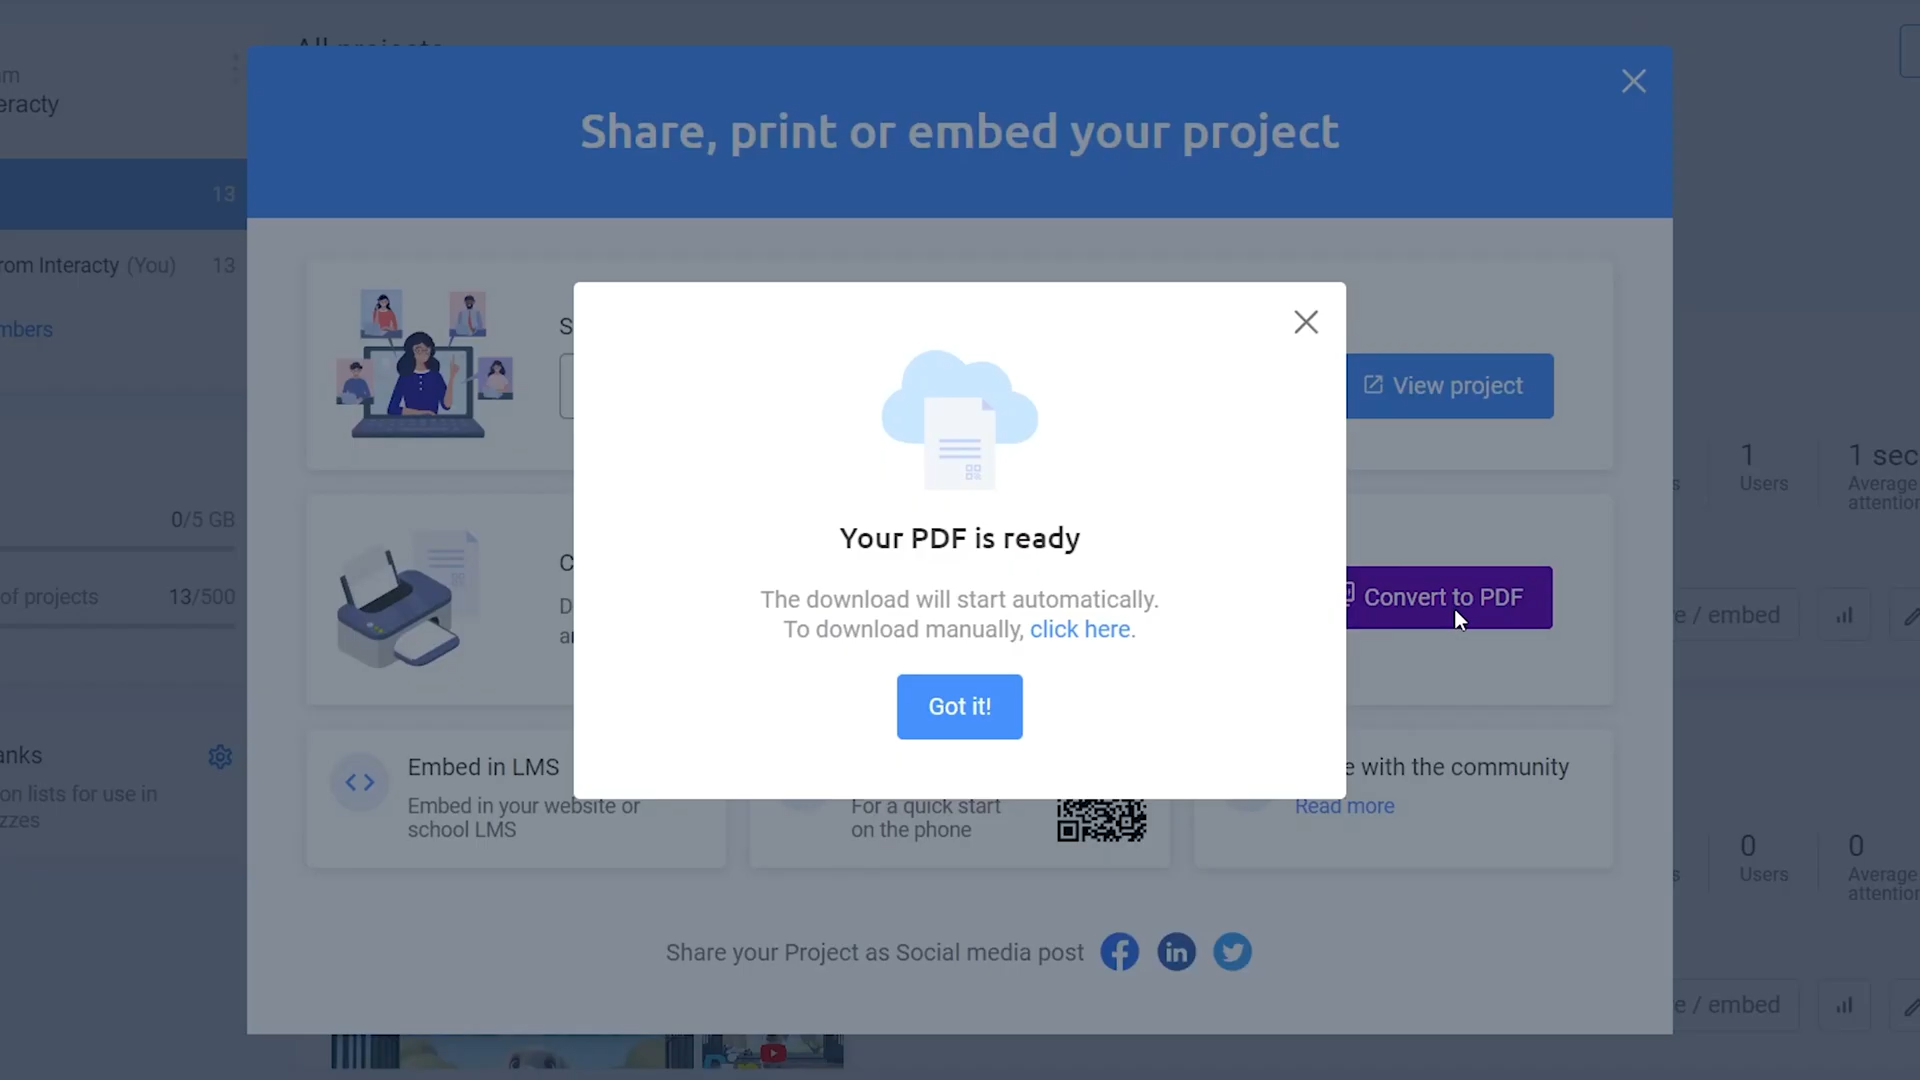 All projects
eracty
Share, print or embed your project
13
rom Interacty (You) 13
mbers
View project
1
Users
1 sec
Average
attention
0/5 GB
of projects 13/500
Your PDF is ready
The download will start automatically.
To download manually, click here.
Got it!
Convert to PDF
e / embed
anks
on lists for use in
zzes
Embed in LMS
Embed in your website or
school LMS
For a quick start
on the phone
e with the community
Read more
0
Users
0
Average
attention
Share your Project as Social media post
e / embed